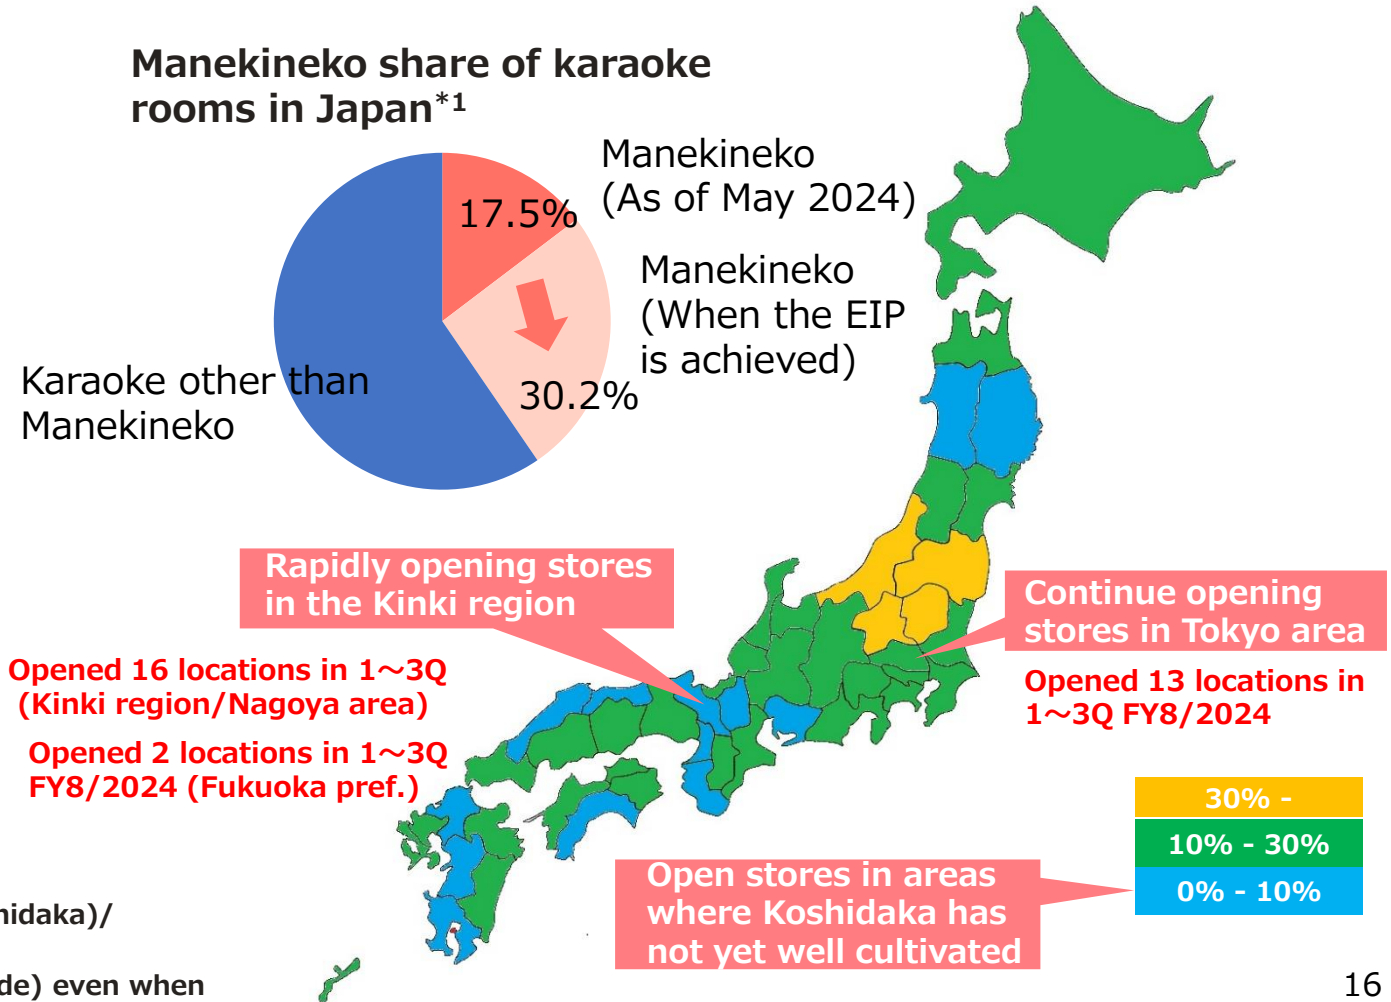 Manekineko share of karaoke
rooms in Japan*1
Manekineko
(As of May 2024)
17.5%
Manekineko
(When the EIP
is achieved)
30.2%
Karaoke other than
Manekineko
Rapidly opening stores
in the Kinki region
Continue opening
stores in Tokyo area
Opened 16 locations in 1～3Q
(Kinki region/Nagoya area)
Opened 13 locations in
1～3Q FY8/2024
Opened 2 locations in 1～3Q
FY8/2024 (Fukuoka pref.)
30% -
10% - 30%
0% - 10%
Open stores in areas
where Koshidaka has
not yet well cultivated
hidaka)/
de) even when
16